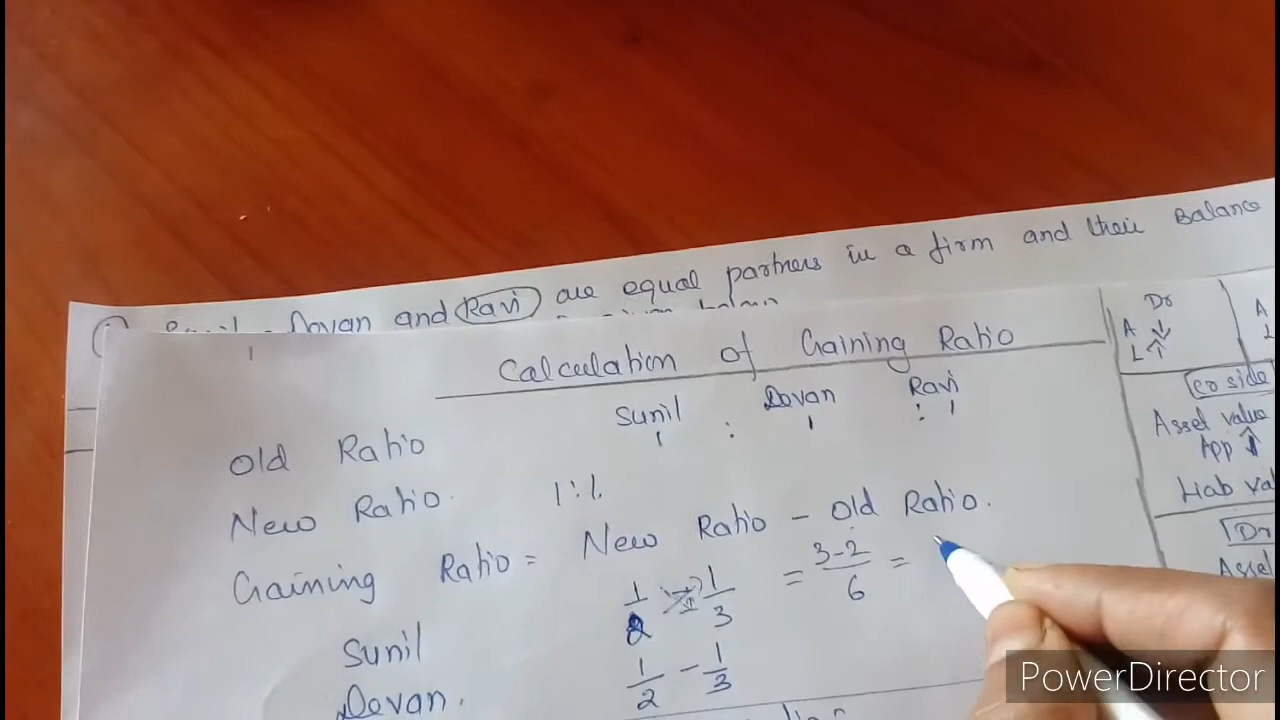 Devan and Ravi are equal partners in a firm and their Balance
Calculation of Gaining Ratio
Sunil Devan Ravi
Old Ratio 1 : 1 : 1
New Ratio 1:1
Gaining Ratio = New Ratio - Old Ratio.
Sunil 1/2 - 1/3 = 3-2/6 =
Devan. 1/2 - 1/3
Dr
A
L
A
L
Co side
Asset value
App
Liab va
Dr
Asset
PowerDirector